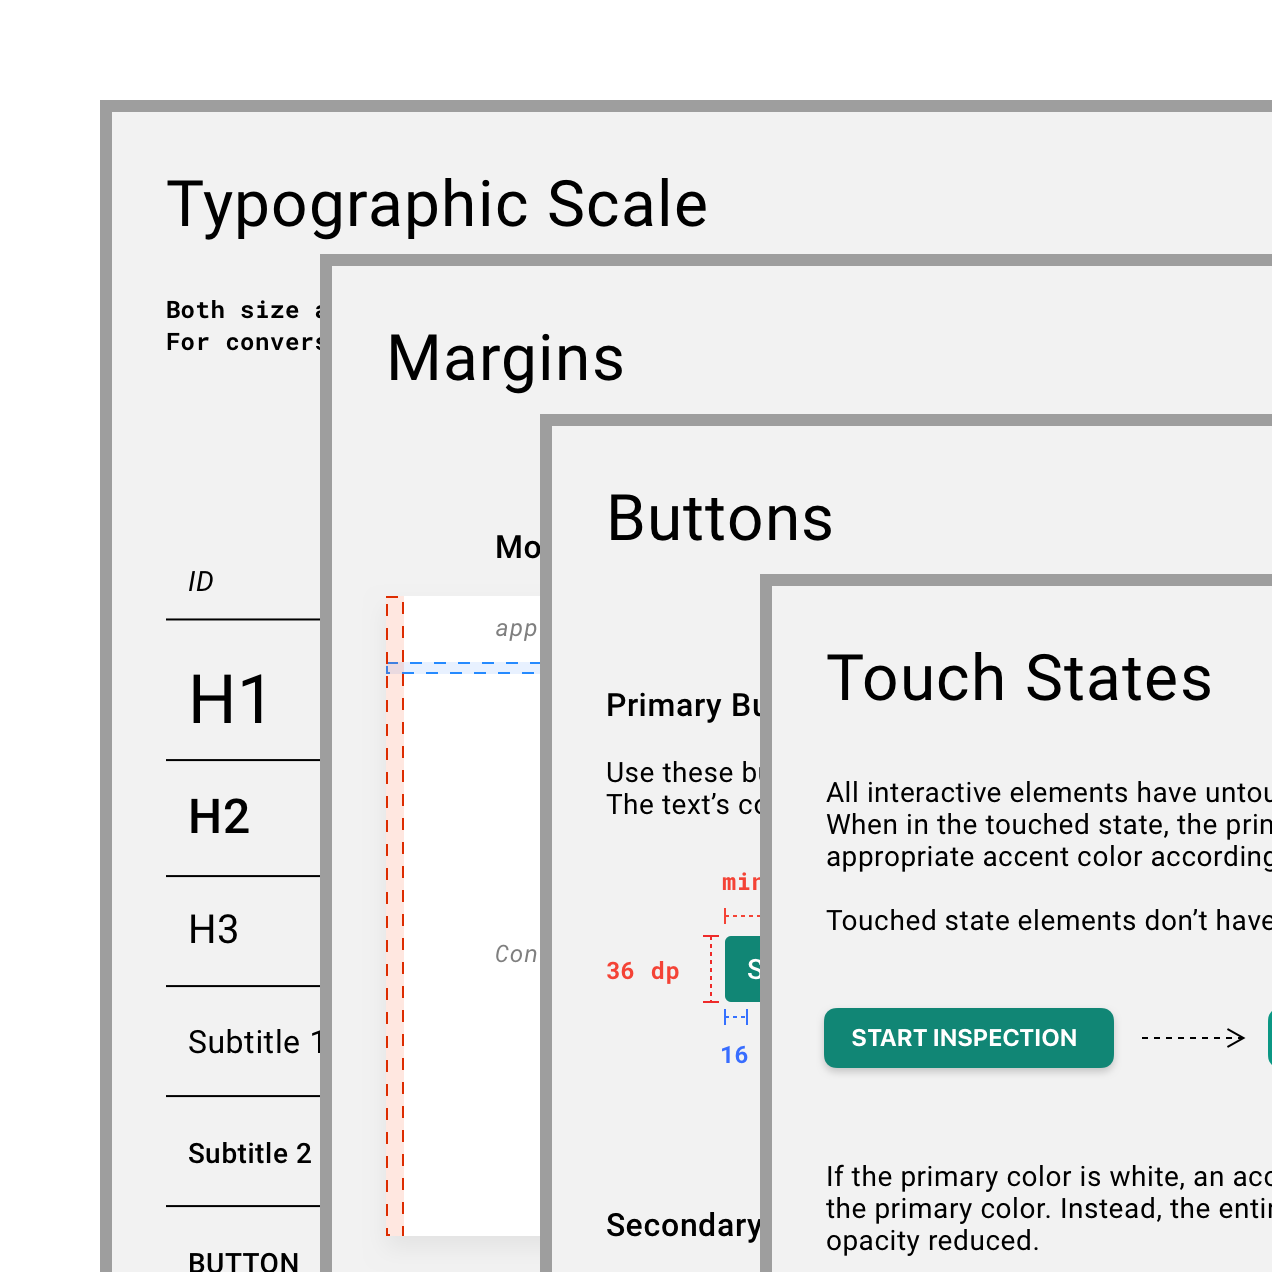 Typographic Scale
Both size
For convers
ID
H1
H2
H3
Subtitle 1
Subtitle 2
BUTTON
Margins
Mo
app
Con
Buttons
Primary Bu
Use these bu
The text’s co
min
36 dp
S
16
Secondary
Touch States
All interactive elements have untou
When in the touched state, the prim
appropriate accent color according
Touched state elements don’t have
START INSPECTION
If the primary color is white, an acc
the primary color. Instead, the entir
opacity reduced.